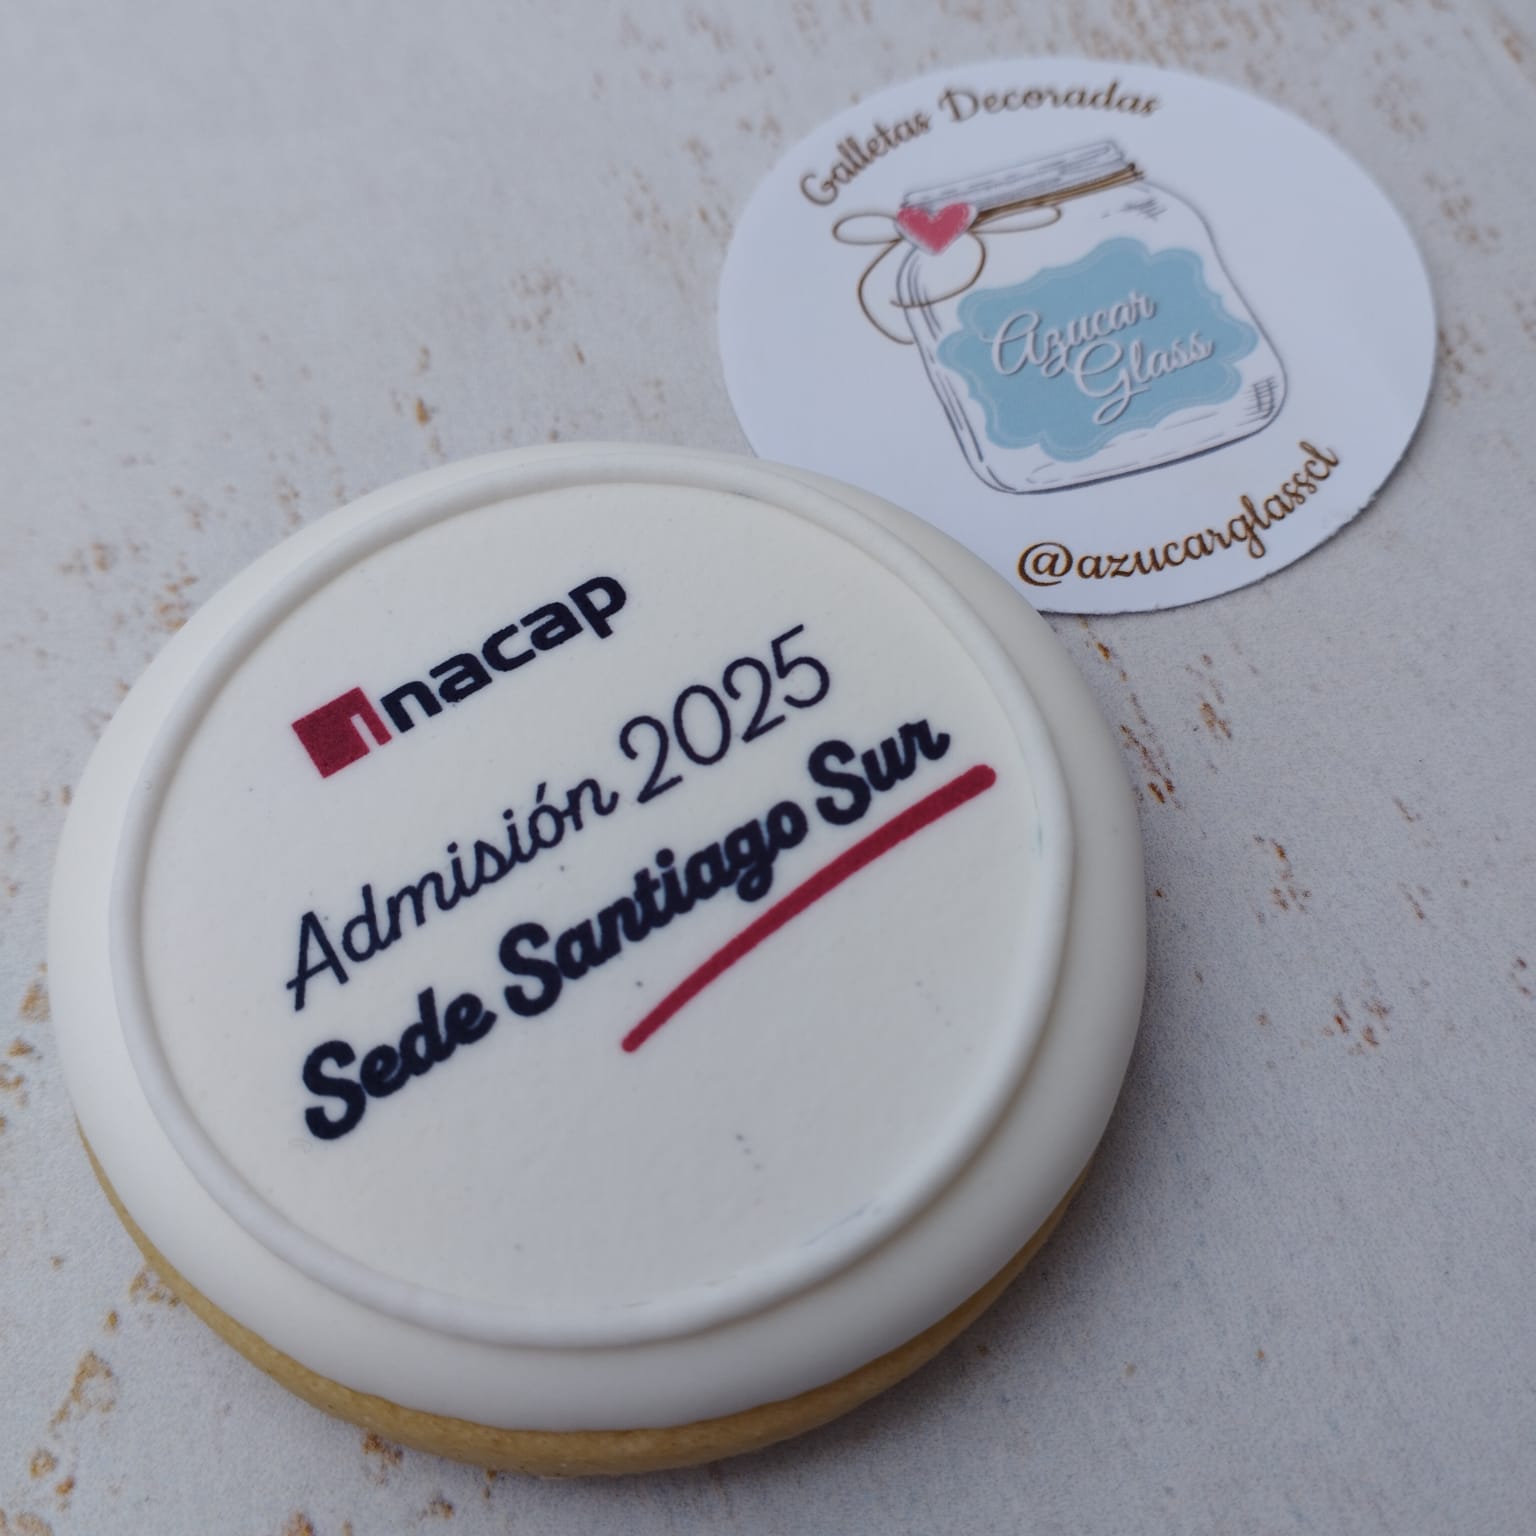 Galletas Decoradas
Azucar
Glass
@azucarglasscl
inacap
Admisión 2025
Sede Santiago Sur